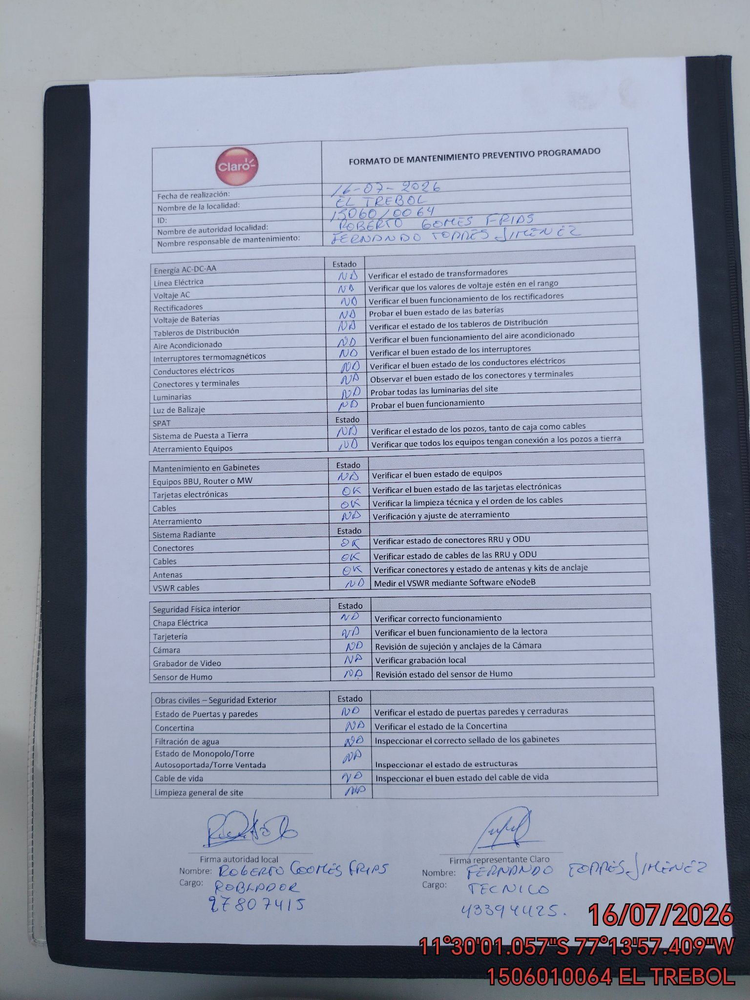 Claro
FORMATO DE MANTENIMIENTO PREVENTIVO PROGRAMADO
Fecha de realización: 16-07-2026
Nombre de la localidad: EL TREBOL
ID: 1506010064
Nombre de autoridad localidad: ROBERTO GOMES FRIAS
Nombre responsable de mantenimiento: FERNANDO TORRES JIMENEZ
Energía AC-DC-AA Estado
Línea Eléctrica NA Verificar el estado de transformadores
Voltaje AC NA Verificar que los valores de voltaje estén en el rango
Rectificadores NA Verificar el buen funcionamiento de los rectificadores
Voltaje de Baterías NA Probar el buen estado de las baterías
Tableros de Distribución NA Verificar el estado de los tableros de Distribución
Aire Acondicionado NA Verificar el buen funcionamiento del aire acondicionado
Interruptores termomagnéticos NA Verificar el buen estado de los interruptores
Conductores eléctricos NA Verificar el buen estado de los conductores eléctricos
Conectores y terminales NA Observar el buen estado de los conectores y terminales
Luminarias NA Probar todas las luminarias del site
Luz de Balizaje NA Probar el buen funcionamiento
SPAT Estado
Sistema de Puesta a Tierra NA Verificar el estado de los pozos, tanto de caja como cables
Aterramiento Equipos NA Verificar que todos los equipos tengan conexión a los pozos a tierra
Mantenimiento en Gabinetes Estado
Equipos BBU, Router o MW NA Verificar el buen estado de equipos
Tarjetas electrónicas OK Verificar el buen estado de las tarjetas electrónicas
Cables OK Verificar la limpieza técnica y el orden de los cables
Aterramiento NA Verificación y ajuste de aterramiento
Sistema Radiante Estado
Conectores OK Verificar estado de conectores RRU y ODU
Cables OK Verificar estado de cables de las RRU y ODU
Antenas OK Verificar conectores y estado de antenas y kits de anclaje
VSWR cables NA Medir el VSWR mediante Software eNodeB
Seguridad Física interior Estado
Chapa Eléctrica NA Verificar correcto funcionamiento
Tarjetería NA Verificar el buen funcionamiento de la lectora
Cámara NA Revisión de sujeción y anclajes de la Cámara
Grabador de Video NA Verificar grabación local
Sensor de Humo NA Revisión estado del sensor de Humo
Obras civiles – Seguridad Exterior Estado
Estado de Puertas y paredes NA Verificar el estado de puertas paredes y cerraduras
Concertina NA Verificar el estado de la Concertina
Filtración de agua NA Inspeccionar el correcto sellado de los gabinetes
Estado de Monopolo/Torre
Autosoportada/Torre Ventada NA Inspeccionar el estado de estructuras
Cable de vida NA Inspeccionar el buen estado del cable de vida
Limpieza general de site NA
Firma autoridad local Firma representante Claro
Nombre: ROBERTO GOOMES FRIAS Nombre: FERNANDO TORRES JIMENEZ
Cargo: POBLADOR Cargo: TECNICO
27807415 43394425.
16/07/2026
11°30'01.057"S 77°13'57.409"W
1506010064 EL TREBOL